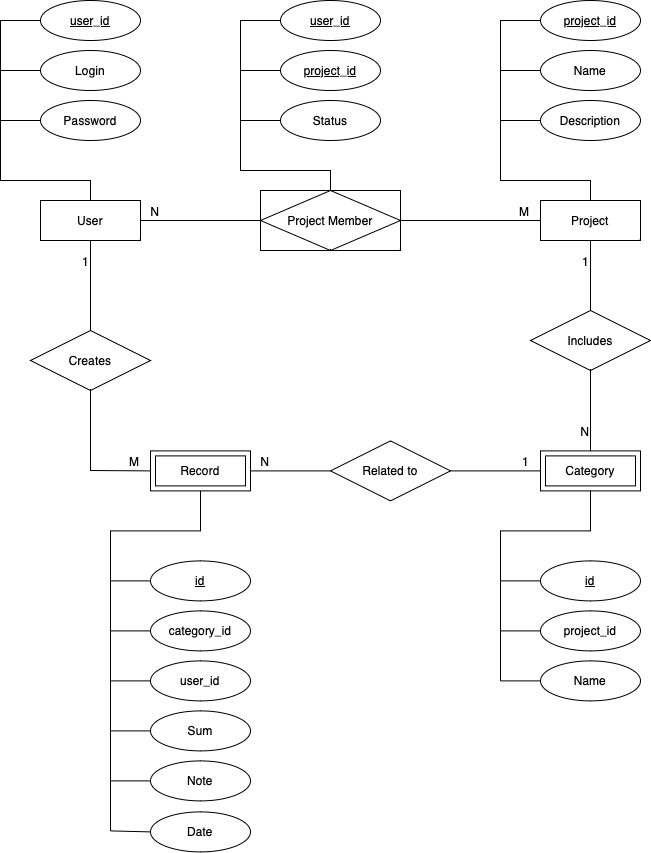 user_id
user_id
project_id
Login
project_id
Name
Password
Status
Description
User
N
Project Member
M
Project
1
1
Creates
Includes
M
N
N
1
Record
Related to
Category
id
id
category_id
project_id
user_id
Name
Sum
Note
Date